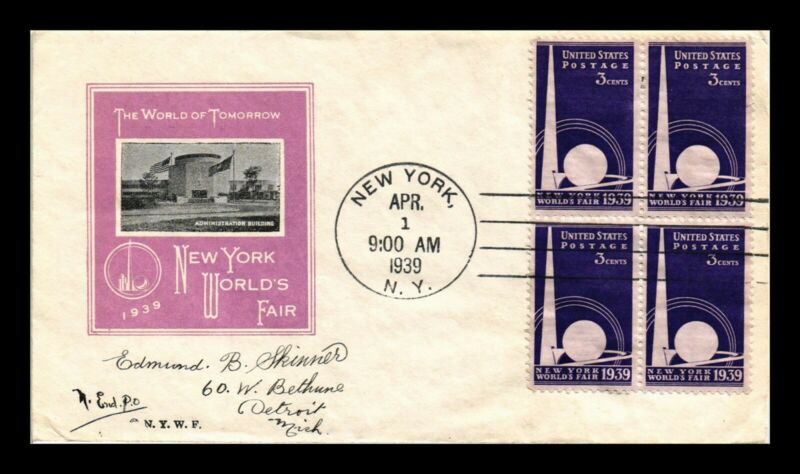 THE WORLD OF TOMORROW
ADMINISTRATION BUILDING
NEW YORK
WORLD'S
FAIR
1939
NEW YORK,
APR.
1
9:00 AM
1939
N. Y.
UNITED STATES
POSTAGE
3 CENTS
NEW YORK
WORLD'S FAIR 1939
UNITED STATES
POSTAGE
3 CENTS
NEW YORK
WORLD'S FAIR 1939
UNITED STATES
POSTAGE
3 CENTS
NEW YORK
WORLD'S FAIR 1939
UNITED STATES
POSTAGE
3 CENTS
NEW YORK
WORLD'S FAIR 1939
Edmund. B. Skinner
60. W. Bethune
Detroit
Mich.
P.O
N. Y. W. F.